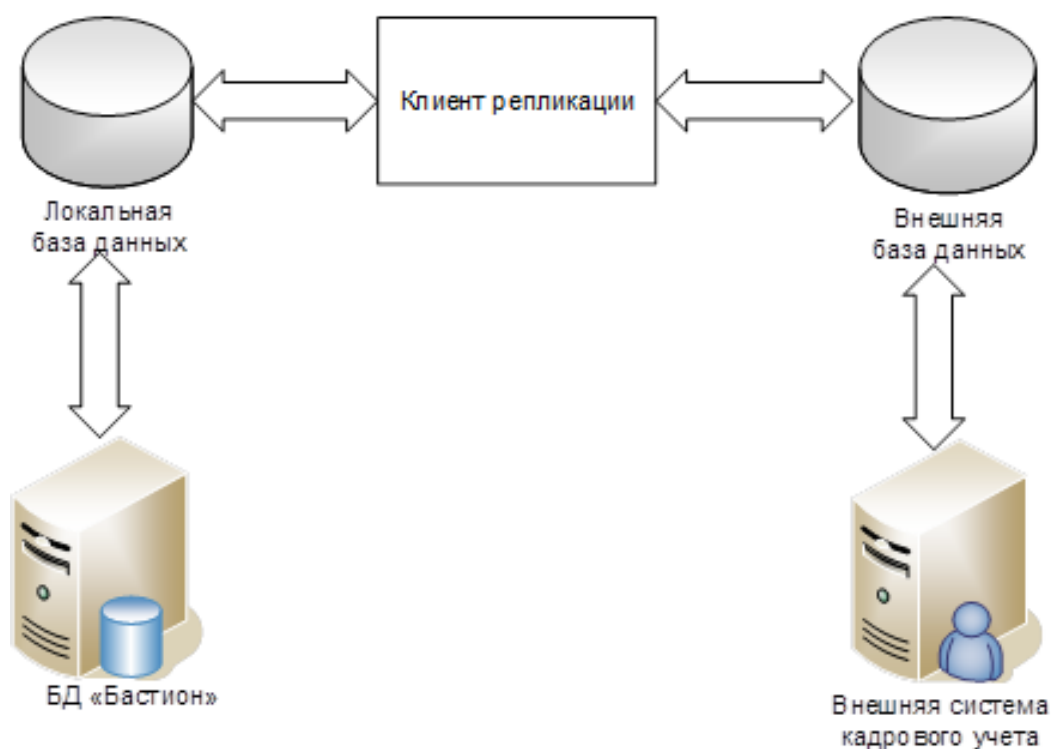 Клиент репликации
Локальная
база данных
Внешняя
база данных
БД «Бастион»
Внешняя система
кадрового учета